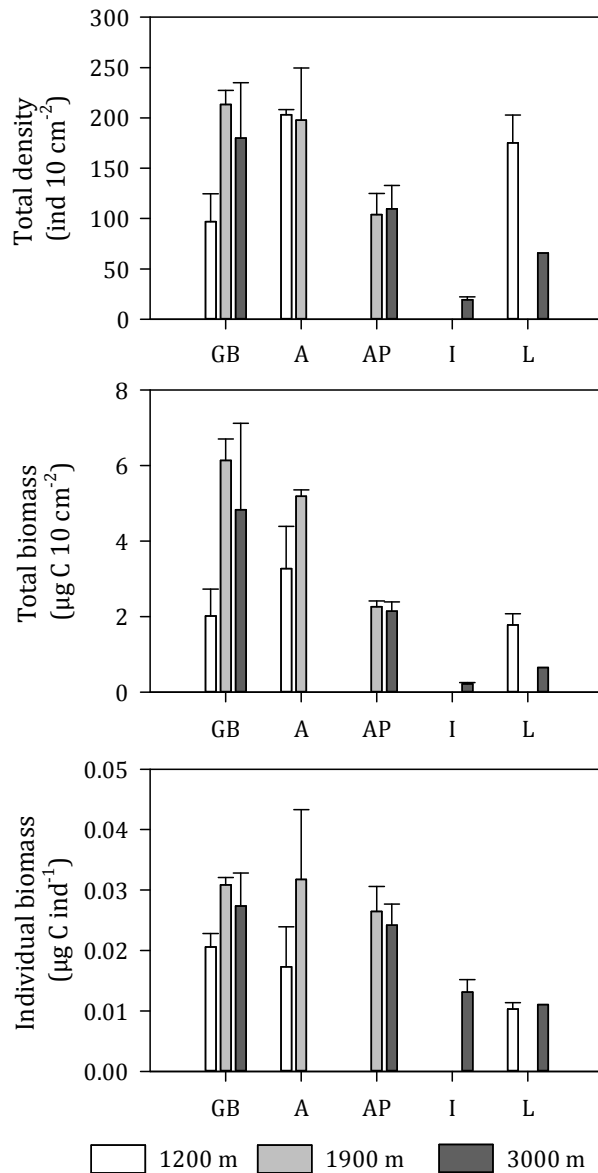 Total density
(ind 10 cm⁻²)
300
250
200
150
100
50
0
GB A AP I L
Total biomass
(µg C 10 cm⁻²)
8
6
4
2
0
GB A AP I L
Individual biomass
(µg C ind⁻¹)
0.05
0.04
0.03
0.02
0.01
0.00
GB A AP I L
1200 m 1900 m 3000 m